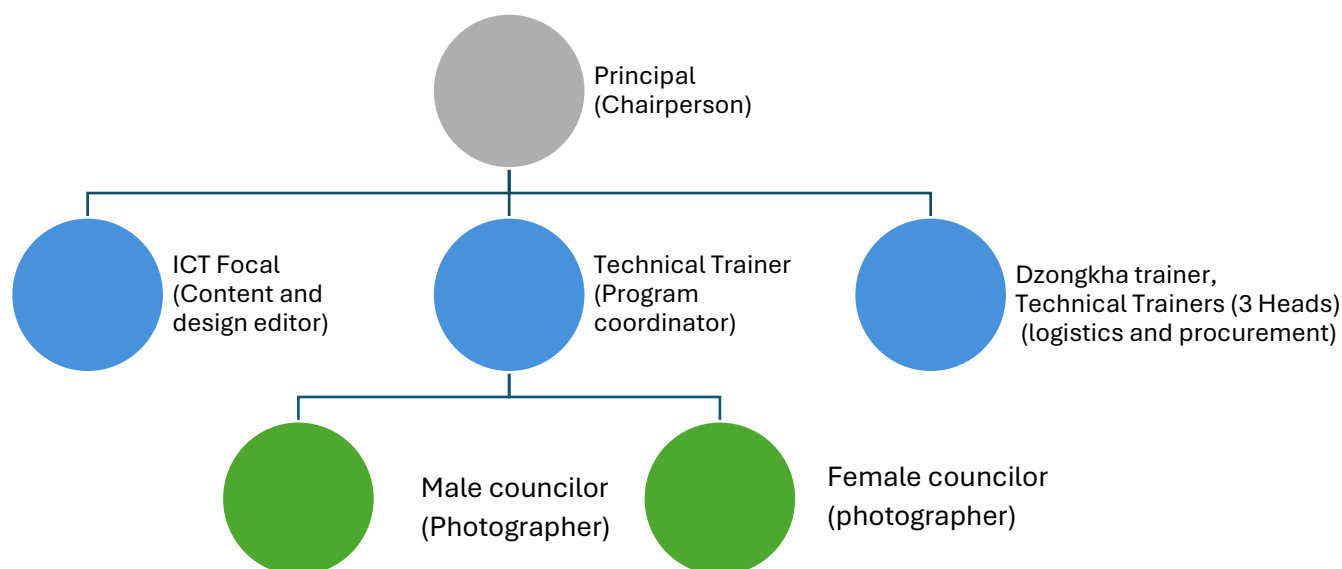 Principal
(Chairperson)
ICT Focal
(Content and
design editor)
Technical Trainer
(Program
coordinator)
Dzongkha trainer,
Technical Trainers (3 Heads)
(logistics and procurement)
Male councilor
(Photographer)
Female councilor
(photographer)